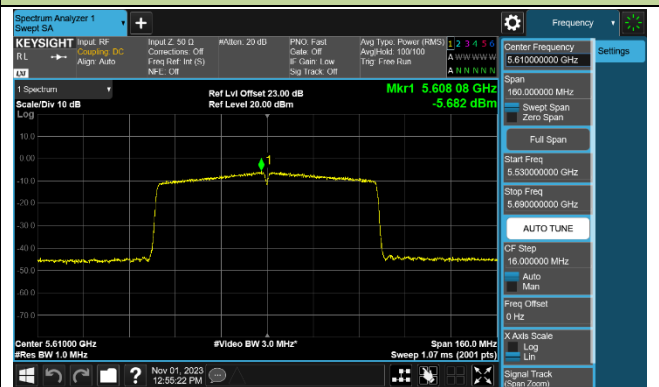 Spectrum Analyzer 1
Swept SA
Frequency
KEYSIGHT
RL
LXI
Input: RF
Coupling: DC
Align: Auto
Input Z: 50 Ω
Corrections: Off
Freq Ref: Int (S)
NFE: Off
#Atten: 20 dB
PNO: Fast
Gate: Off
IF Gain: Low
Sig Track: Off
Avg Type: Power (RMS)
Avg|Hold: 100/100
Trig: Free Run
1 2 3 4 5 6
A W W W W W
A N N N N N
1 Spectrum
Scale/Div 10 dB
Log
Ref Lvl Offset 23.00 dB
Ref Level 20.00 dBm
Mkr1 5.608 08 GHz
-5.682 dBm
10.0
0.00
-10.0
-20.0
-30.0
-40.0
-50.0
-60.0
-70.0
1
Center 5.61000 GHz
#Res BW 1.0 MHz
#Video BW 3.0 MHz*
Span 160.0 MHz
Sweep 1.07 ms (2001 pts)
Nov 01, 2023
12:55:22 PM
Center Frequency
5.610000000 GHz
Settings
Span
160.000000 MHz
Swept Span
Zero Span
Full Span
Start Freq
5.530000000 GHz
Stop Freq
5.690000000 GHz
AUTO TUNE
CF Step
16.000000 MHz
Auto
Man
Freq Offset
0 Hz
X Axis Scale
Log
Lin
Signal Track
(Span Zoom)